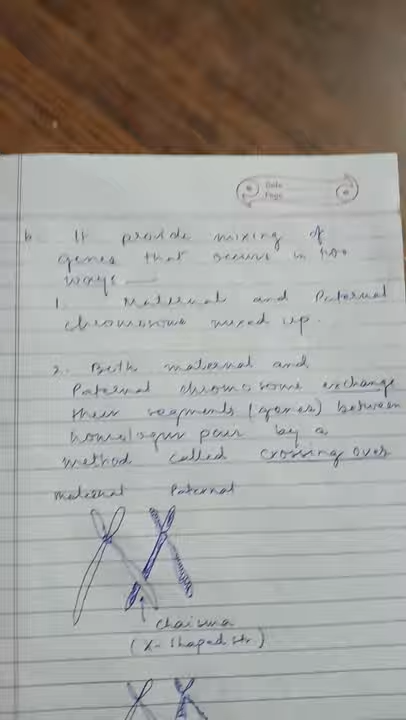 Date
Page
b. It provide mixing of
genes that occurs in two
ways —
1. Maternal and Paternal
chromosome mixed up.
2. Both maternal and
Paternal chromosome exchange
their segments (genes) between
homologous pair by a
method called crossing over
Maternal Paternal
Chaisma
(X-shaped str.)